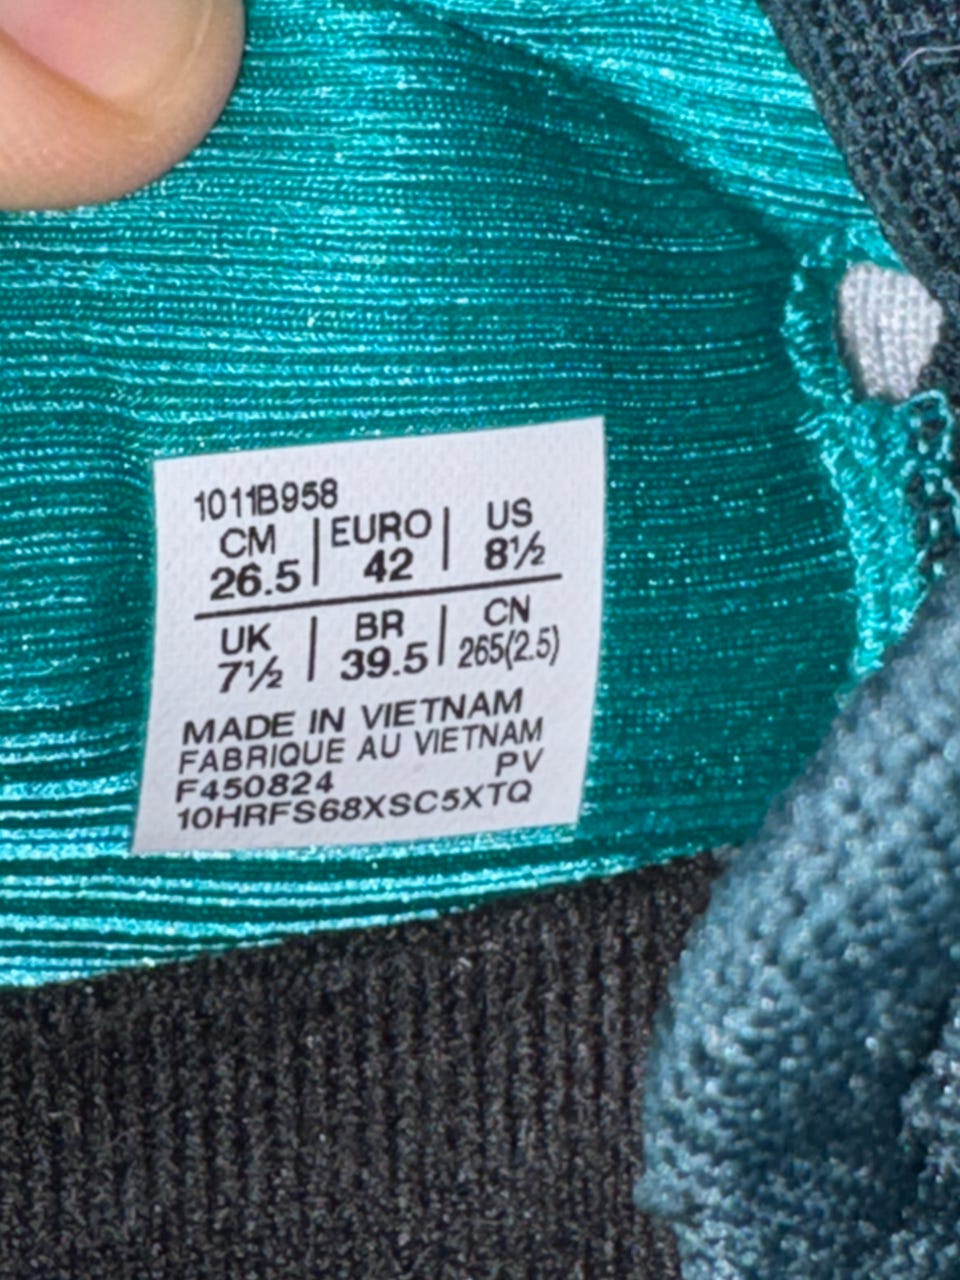 1011B958
CM | EURO | US
26.5 | 42 | 8½
UK | BR | CN
7½ | 39.5 | 265(2.5)
MADE IN VIETNAM
FABRIQUE AU VIETNAM
F450824 PV
10HRFS68XSC5XTQ